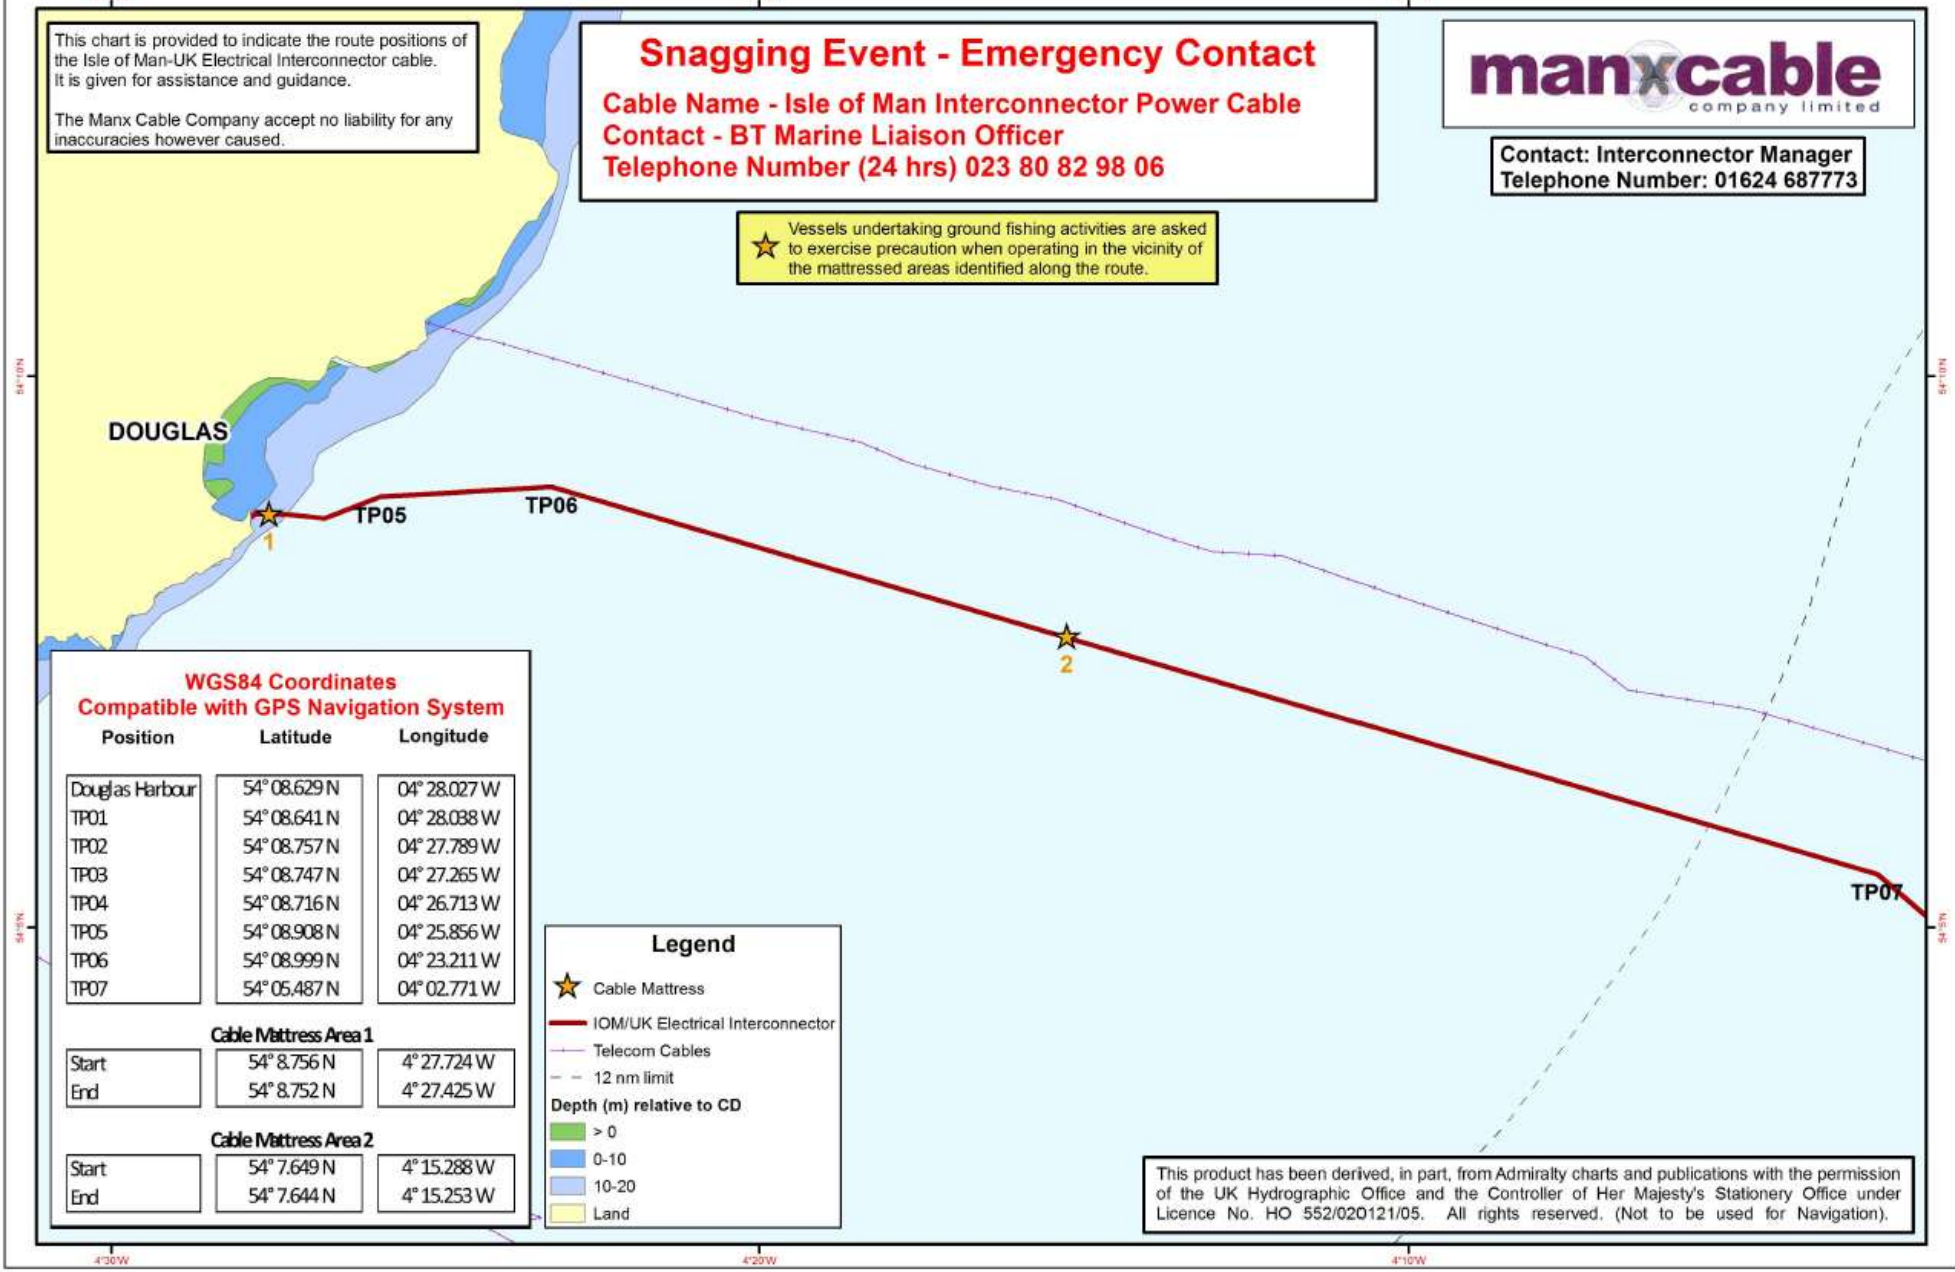 This chart is provided to indicate the route positions of
the Isle of Man-UK Electrical Interconnector cable.
It is given for assistance and guidance.
The Manx Cable Company accept no liability for any
inaccuracies however caused.
Snagging Event - Emergency Contact
Cable Name - Isle of Man Interconnector Power Cable
Contact - BT Marine Liaison Officer
Telephone Number (24 hrs) 023 80 82 98 06
manxcable
company limited
Contact: Interconnector Manager
Telephone Number: 01624 687773
Vessels undertaking ground fishing activities are asked
to exercise precaution when operating in the vicinity of
the mattressed areas identified along the route.
54°10'N
54°10'N
DOUGLAS
TP05
TP06
1
2
TP07
54°5'N
54°5'N
WGS84 Coordinates
Compatible with GPS Navigation System
Position Latitude Longitude
Douglas Harbour 54° 08.629 N 04° 28.027 W
TP01 54° 08.641 N 04° 28.038 W
TP02 54° 08.757 N 04° 27.789 W
TP03 54° 08.747 N 04° 27.265 W
TP04 54° 08.716 N 04° 26.713 W
TP05 54° 08.908 N 04° 25.856 W
TP06 54° 08.999 N 04° 23.211 W
TP07 54° 05.487 N 04° 02.771 W
Cable Mattress Area 1
Start 54° 8.756 N 4° 27.724 W
End 54° 8.752 N 4° 27.425 W
Cable Mattress Area 2
Start 54° 7.649 N 4° 15.288 W
End 54° 7.644 N 4° 15.253 W
Legend
Cable Mattress
IOM/UK Electrical Interconnector
Telecom Cables
12 nm limit
Depth (m) relative to CD
> 0
0-10
10-20
Land
This product has been derived, in part, from Admiralty charts and publications with the permission
of the UK Hydrographic Office and the Controller of Her Majesty's Stationery Office under
Licence No. HO 552/020121/05. All rights reserved. (Not to be used for Navigation).
4°30'W
4°20'W
4°10'W